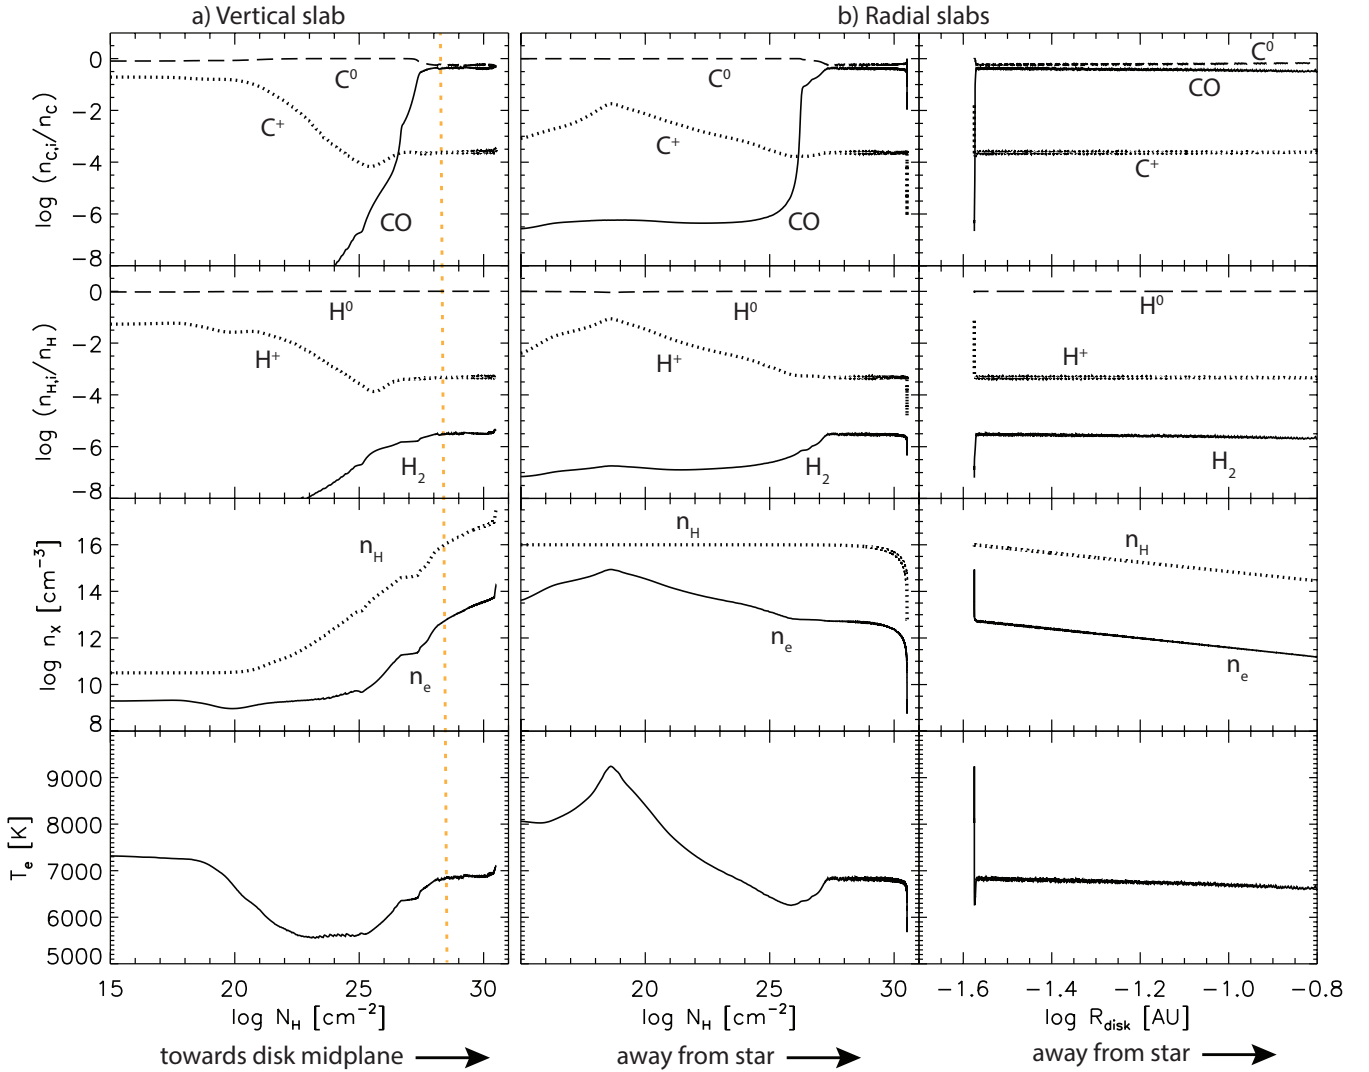 a) Vertical slab
b) Radial slabs
log (n_C,i/n_C)
0
−2
−4
−6
−8
C⁰
C⁺
CO
C⁰
C⁺
CO
C⁰
CO
C⁺
log (n_H,i/n_H)
0
−2
−4
−6
−8
H⁰
H⁺
H₂
H⁰
H⁺
H₂
H⁰
H⁺
H₂
log n_X [cm⁻³]
16
14
12
10
8
n_H
n_e
n_H
n_e
n_H
n_e
T_e [K]
9000
8000
7000
6000
5000
15 20 25 30
20 25 30
−1.6 −1.4 −1.2 −1.0 −0.8
log N_H [cm⁻²]
log N_H [cm⁻²]
log R_disk [AU]
towards disk midplane
away from star
away from star